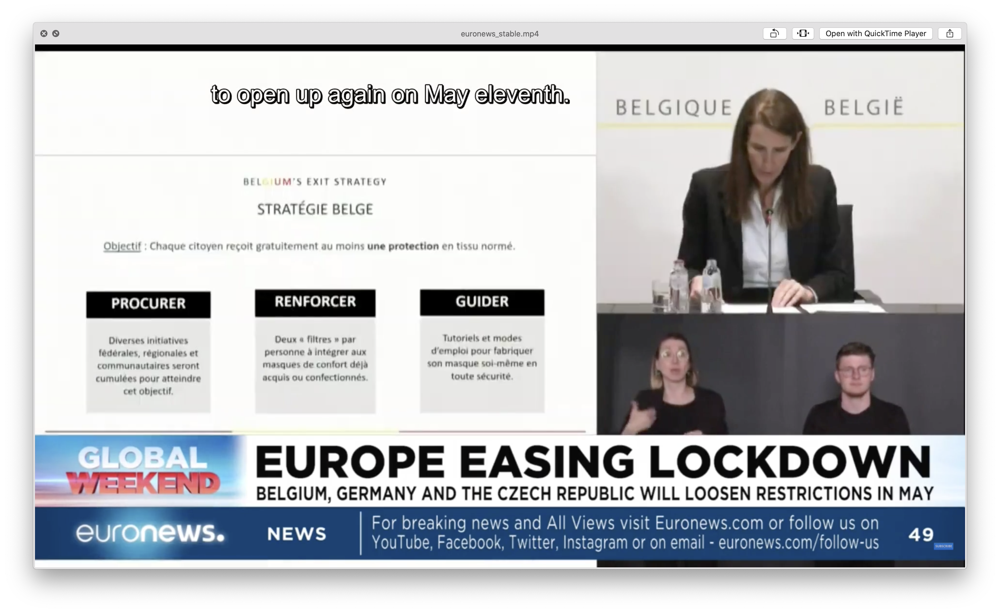 euronews_stable.mp4
Open with QuickTime Player
to open up again on May eleventh.
BELGIQUE
BELGIË
BELGIUM'S EXIT STRATEGY
STRATÉGIE BELGE
Objectif : Chaque citoyen reçoit gratuitement au moins une protection en tissu normé.
PROCURER
Diverses initiatives
fédérales, régionales et
communautaires seront
cumulées pour atteindre
cet objectif.
RENFORCER
Deux « filtres » par
personne à intégrer aux
masques de confort déjà
acquis ou confectionnés.
GUIDER
Tutoriels et modes
d'emploi pour fabriquer
son masque soi-même en
toute sécurité.
GLOBAL
WEEKEND
EUROPE EASING LOCKDOWN
BELGIUM, GERMANY AND THE CZECH REPUBLIC WILL LOOSEN RESTRICTIONS IN MAY
euronews.
NEWS
For breaking news and All Views visit Euronews.com or follow us on
YouTube, Facebook, Twitter, Instagram or on email - euronews.com/follow-us
49
SUBSCRIBE